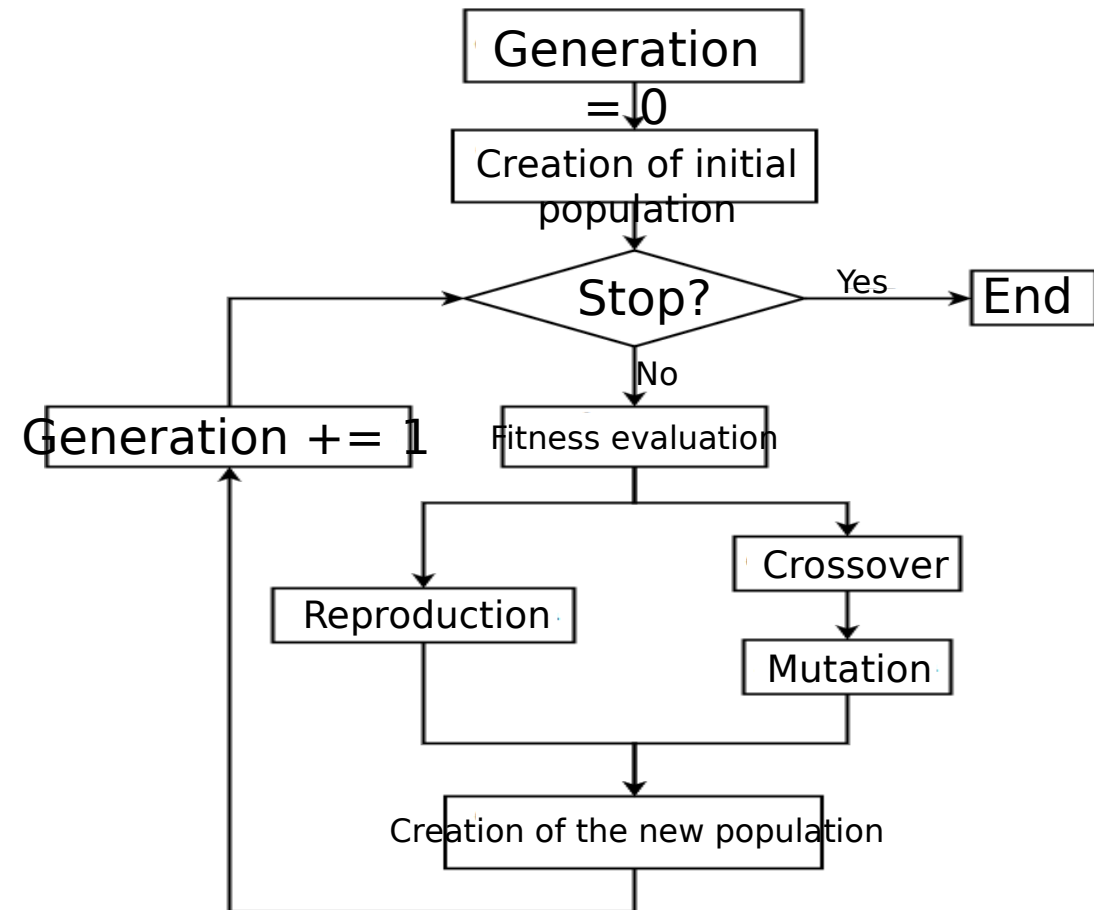 Generation
= 0
Creation of initial
population
Stop?
Yes
End
No
Generation += 1
Fitness evaluation
Crossover
Reproduction
Mutation
Creation of the new population